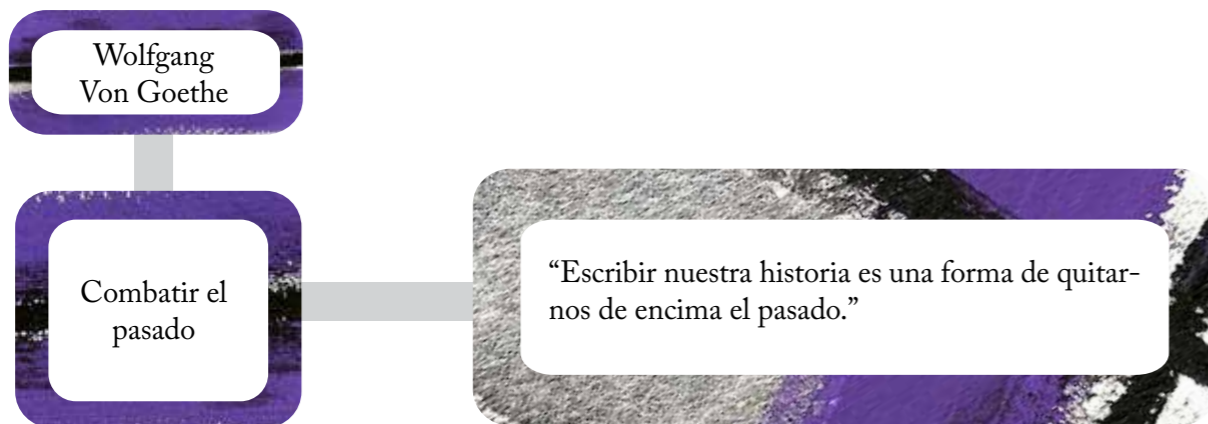 Wolfgang
Von Goethe
Combatir el
pasado
“Escribir nuestra historia es una forma de quitar-
nos de encima el pasado.”